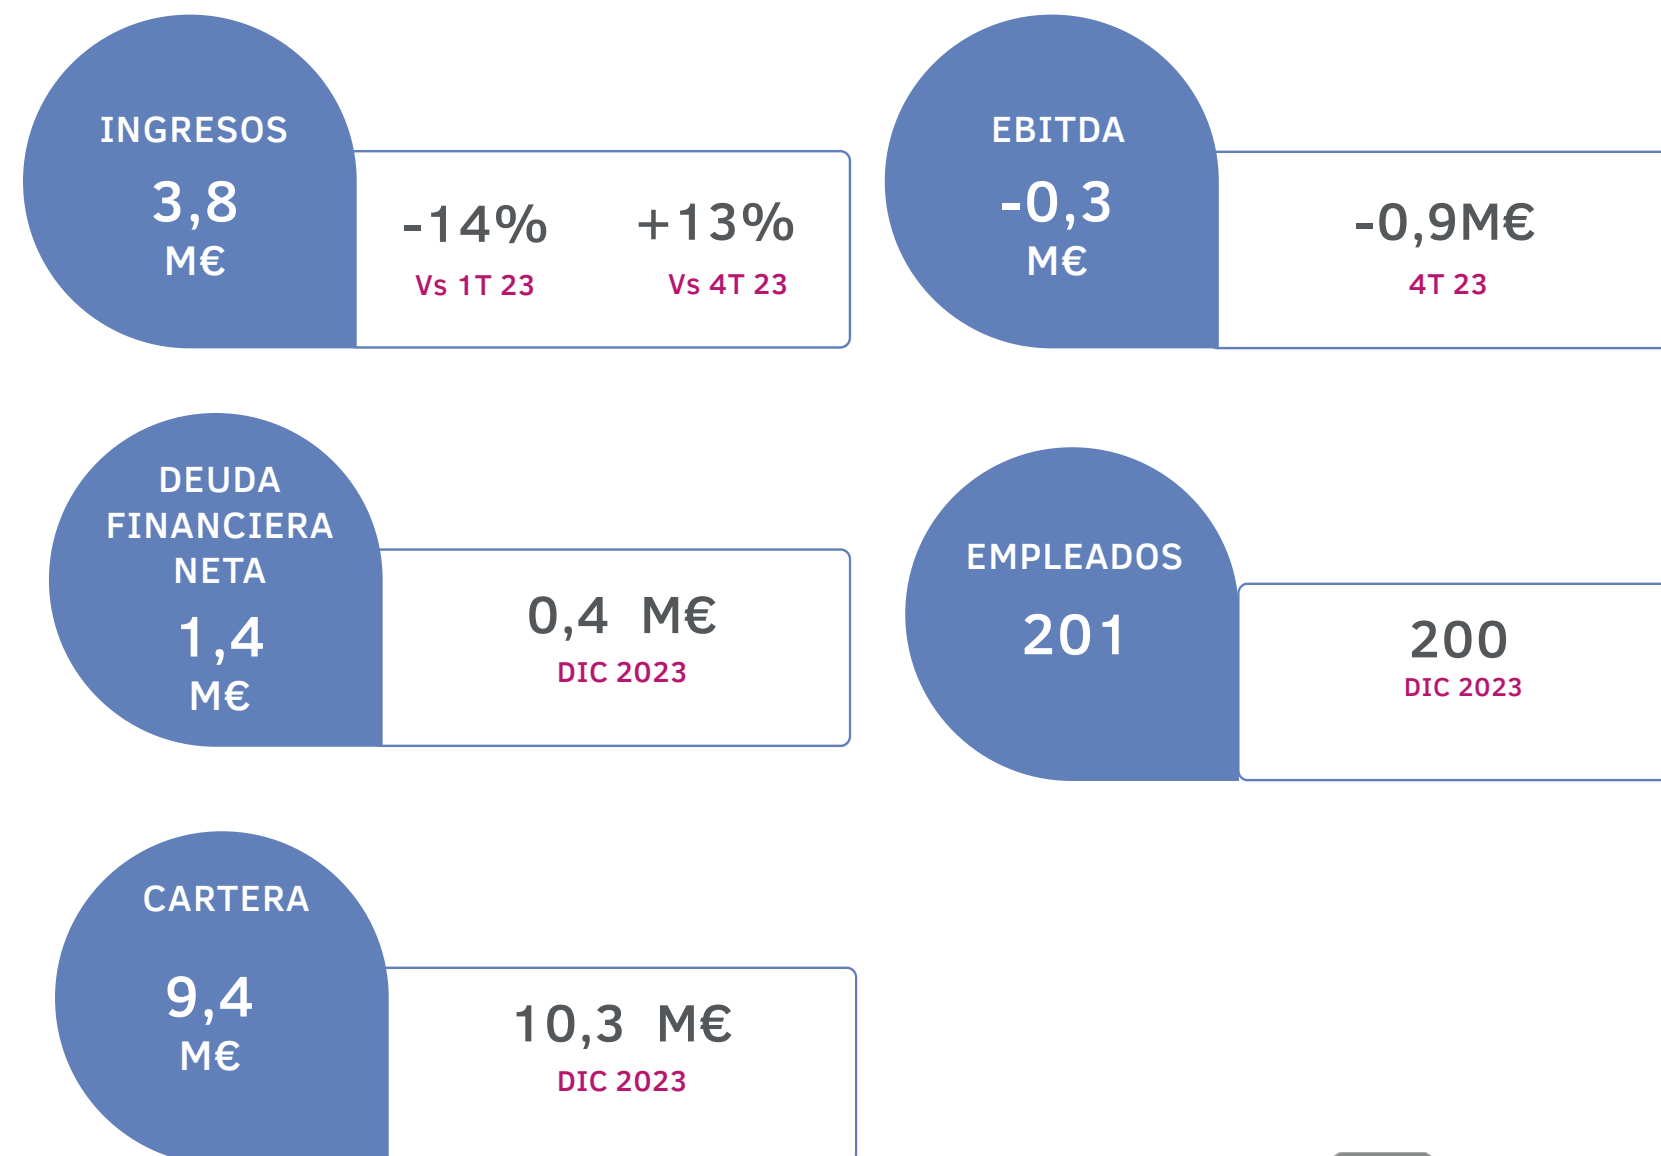 INGRESOS
3,8
M€
-14%
Vs 1T 23
+13%
Vs 4T 23
EBITDA
-0,3
M€
-0,9M€
4T 23
DEUDA
FINANCIERA
NETA
1,4
M€
0,4 M€
DIC 2023
EMPLEADOS
201
200
DIC 2023
CARTERA
9,4
M€
10,3 M€
DIC 2023